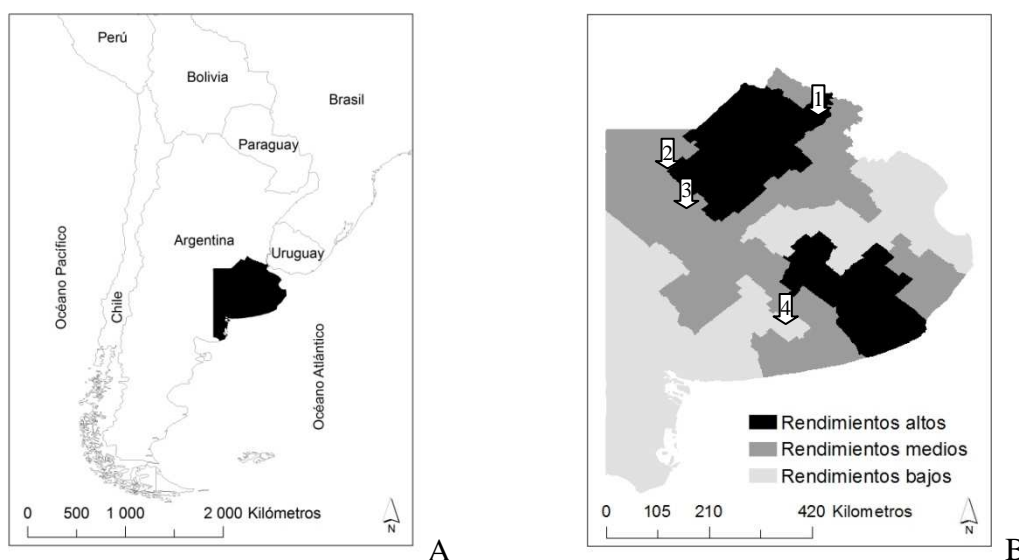 Perú
Bolivia
Brasil
Paraguay
Argentina
Uruguay
Chile
Océano Pacífico
Océano Atlántico
0 500 1 000 2 000 Kilómetros
N
A
1
2
3
4
Rendimientos altos
Rendimientos medios
Rendimientos bajos
0 105 210 420 Kilometros
N
B